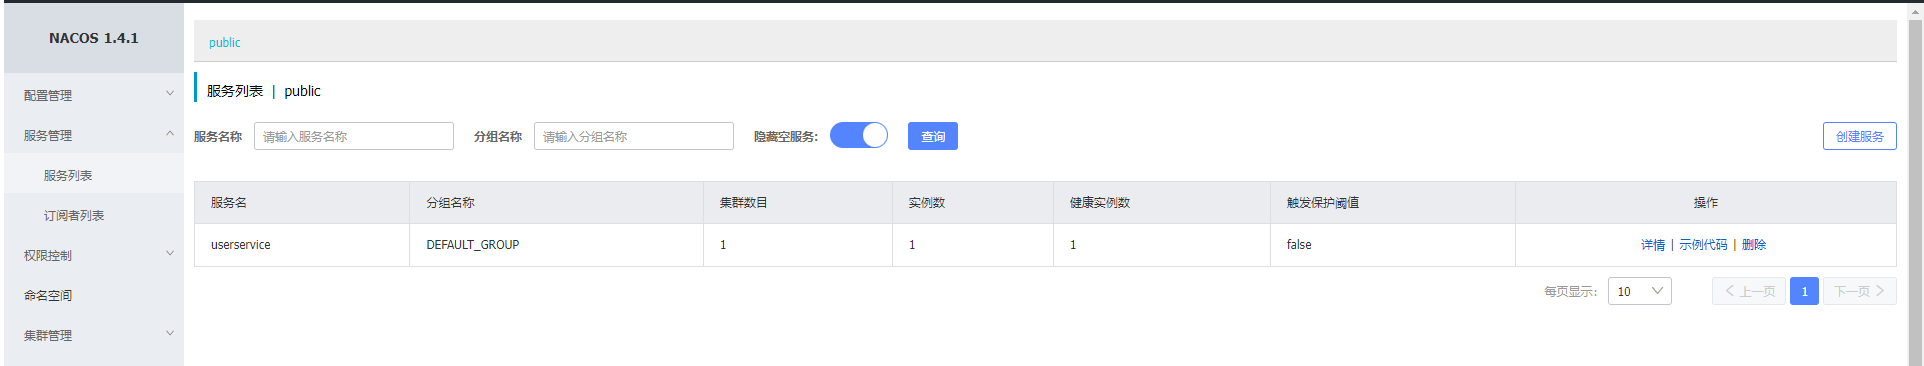 NACOS 1.4.1
配置管理
服务管理
服务列表
订阅者列表
权限控制
命名空间
集群管理
public
服务列表 | public
服务名称 请输入服务名称 分组名称 请输入分组名称 隐藏空服务: 查询 创建服务
服务名 分组名称 集群数目 实例数 健康实例数 触发保护阈值 操作
userservice DEFAULT_GROUP 1 1 1 false 详情 | 示例代码 | 删除
每页显示: 10 上一页 1 下一页